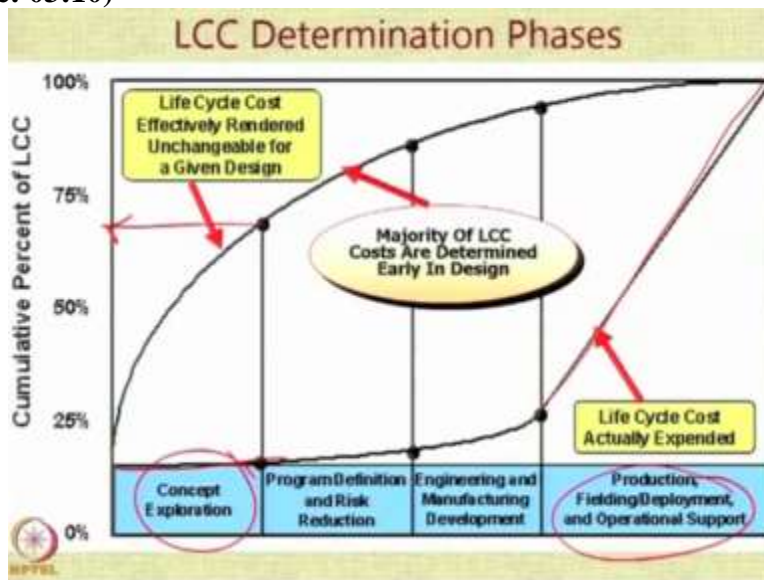 LCC Determination Phases
Cumulative Percent of LCC
100%
75%
50%
25%
0%
Life Cycle Cost
Effectively Rendered
Unchangeable for
a Given Design
Majority Of LCC
Costs Are Determined
Early In Design
Life Cycle Cost
Actually Expended
Concept
Exploration
Program Definition
and Risk
Reduction
Engineering and
Manufacturing
Development
Production,
Fielding/Deployment,
and Operational Support
NPTEL